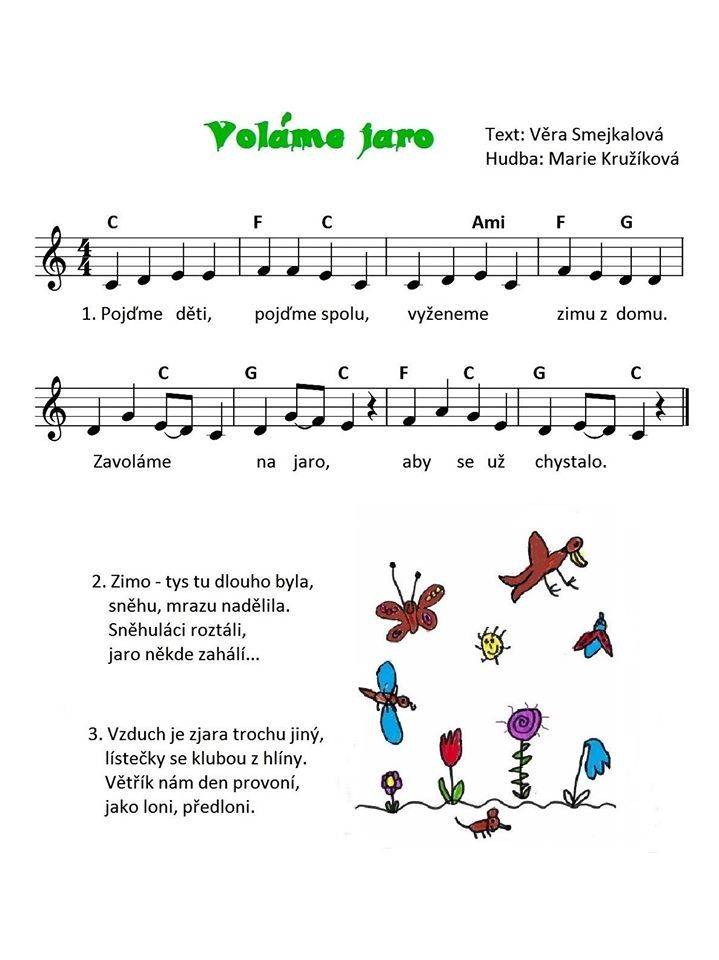 Voláme jaro
Text: Věra Smejkalová
Hudba: Marie Kružíková
C F C Ami F G
4
4
1. Pojďme děti, pojďme spolu, vyženeme zimu z domu.
C G C F C G C
Zavoláme na jaro, aby se už chystalo.
2. Zimo - tys tu dlouho byla,
sněhu, mrazu nadělila.
Sněhuláci roztáli,
jaro někde zahálí...
3. Vzduch je zjara trochu jiný,
lístečky se klubou z hlíny.
Větřík nám den provoní,
jako loni, předloni.